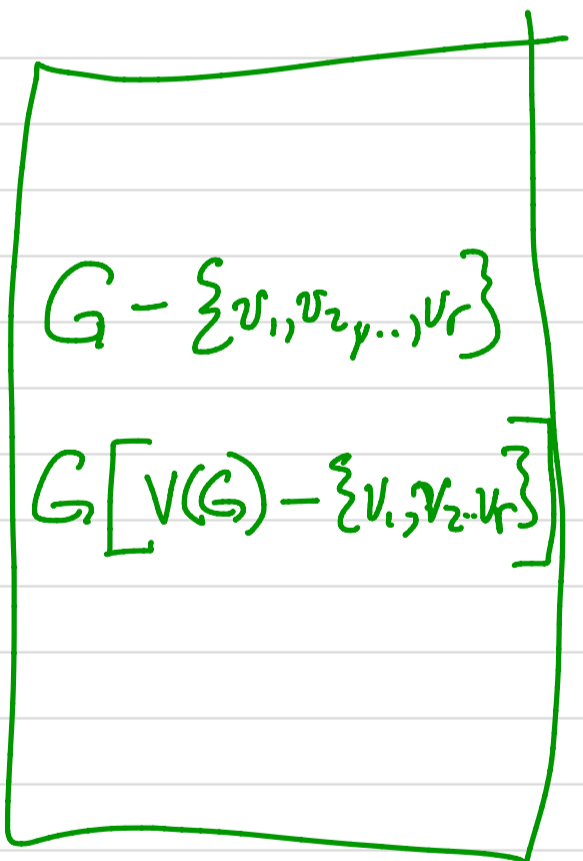 G - {v₁, v₂, ..., vᵣ}
G[V(G) - {v₁, v₂..vᵣ}]